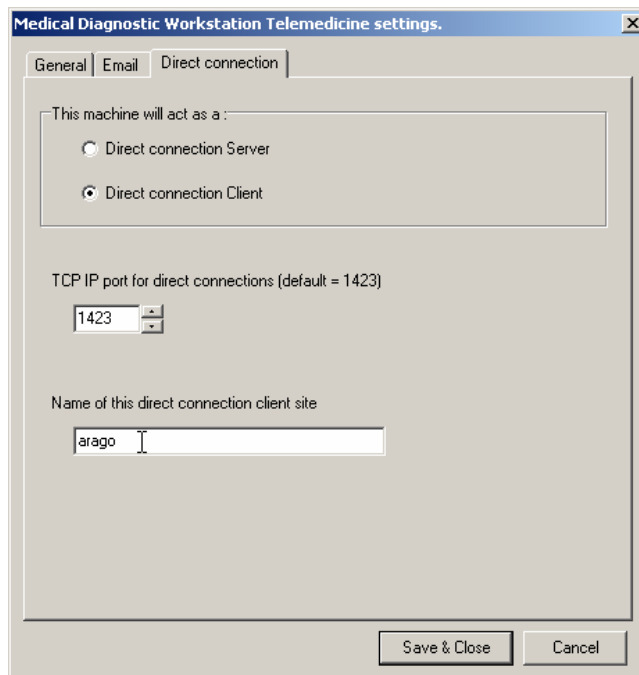 Medical Diagnostic Workstation Telemedicine settings.
General Email Direct connection
This machine will act as a :
Direct connection Server
Direct connection Client
TCP IP port for direct connections (default = 1423)
1423
Name of this direct connection client site
arago
Save & Close Cancel